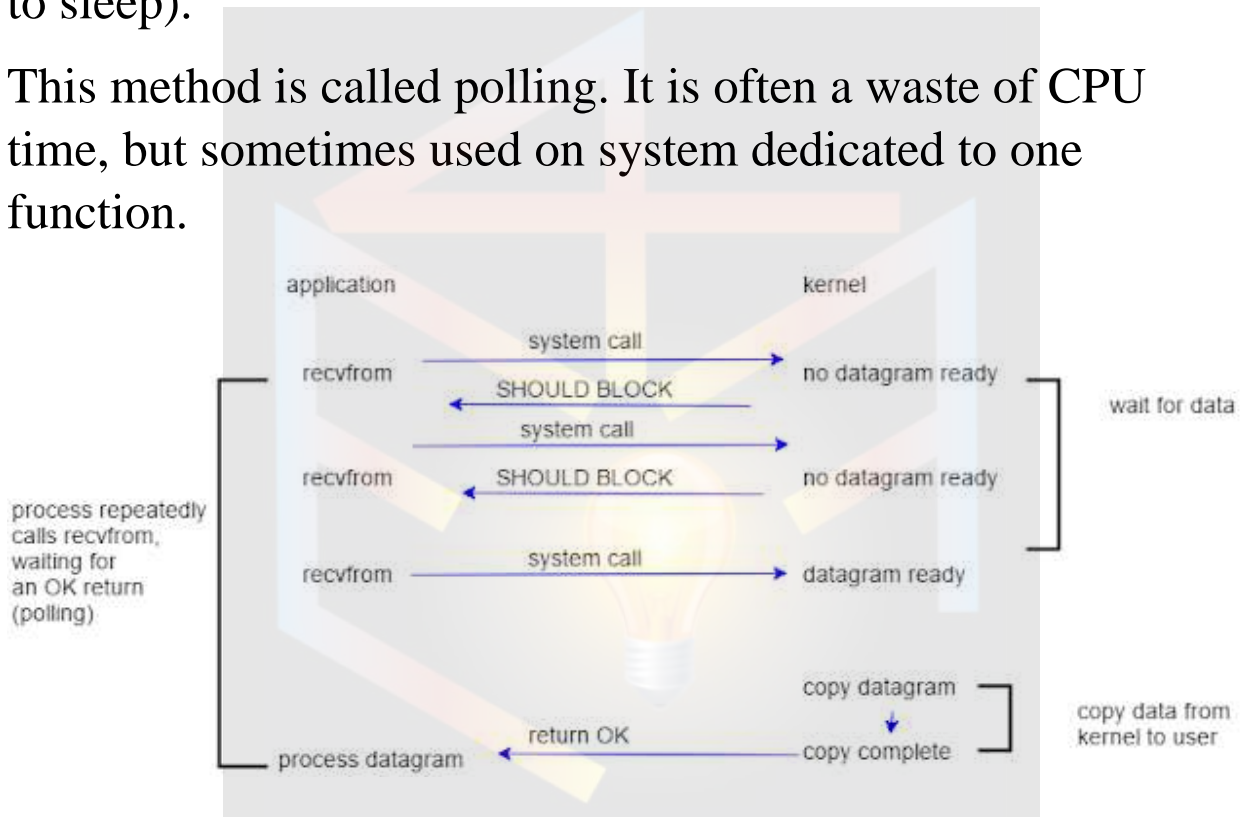 to sleep).
This method is called polling. It is often a waste of CPU
time, but sometimes used on system dedicated to one
function.
application
kernel
system call
recvfrom
no datagram ready
SHOULD BLOCK
wait for data
system call
recvfrom
SHOULD BLOCK
no datagram ready
process repeatedly
calls recvfrom,
waiting for
an OK return
(polling)
system call
recvfrom
datagram ready
copy datagram
copy data from
kernel to user
return OK
copy complete
process datagram